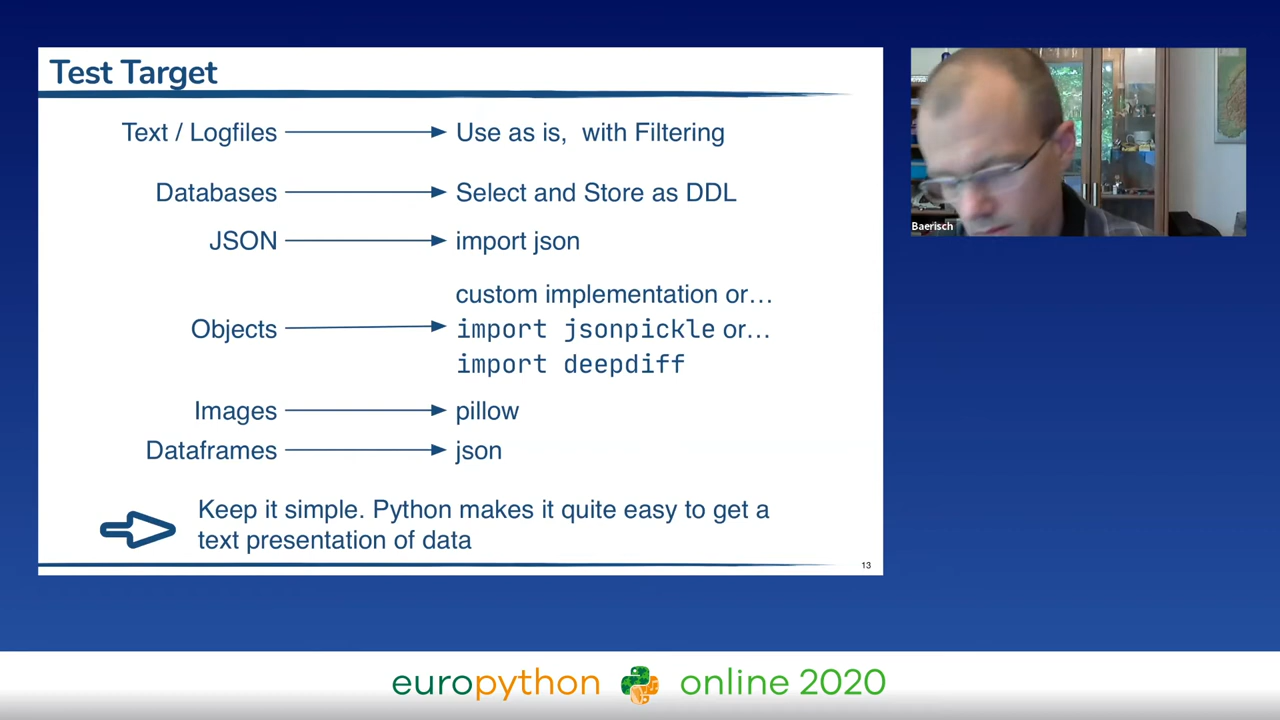 Test Target
Text / Logfiles
Use as is, with Filtering
Databases
Select and Store as DDL
JSON
import json
custom implementation or…
Objects
import jsonpickle or…
import deepdiff
Images
pillow
Dataframes
json
Keep it simple. Python makes it quite easy to get a
text presentation of data
13
Baerisch
europython online 2020